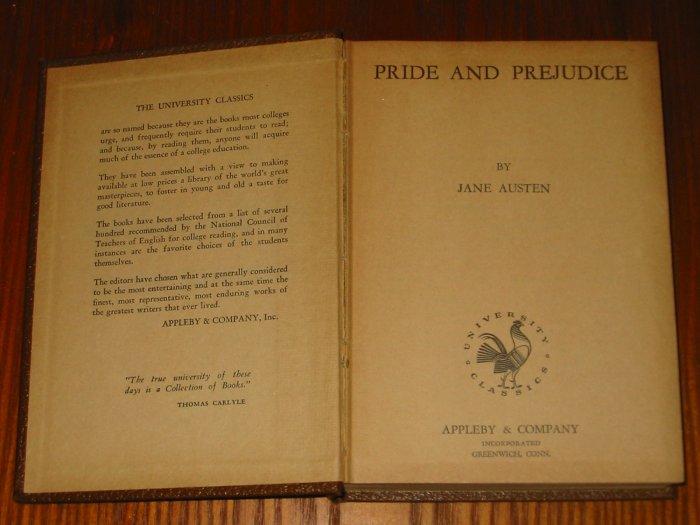 THE UNIVERSITY CLASSICS
are so named because they are the books most colleges
urge, and frequently require their students to read;
and because, by reading them, anyone will acquire
much of the essence of a college education.
They have been assembled with a view to making
available at low prices a library of the world's great
masterpieces, to foster in young and old a taste for
good literature.
The books have been selected from a list of several
hundred recommended by the National Council of
Teachers of English for college reading, and in many
instances are the favorite choices of the students
themselves.
The editors have chosen what are generally considered
to be the most entertaining and at the same time the
finest, most representative, most enduring works of
the greatest writers that ever lived.
APPLEBY & COMPANY, Inc.
"The true university of these
days is a Collection of Books."
THOMAS CARLYLE
PRIDE AND PREJUDICE
BY
JANE AUSTEN
UNIVERSITY
CLASSICS
APPLEBY & COMPANY
INCORPORATED
GREENWICH, CONN.